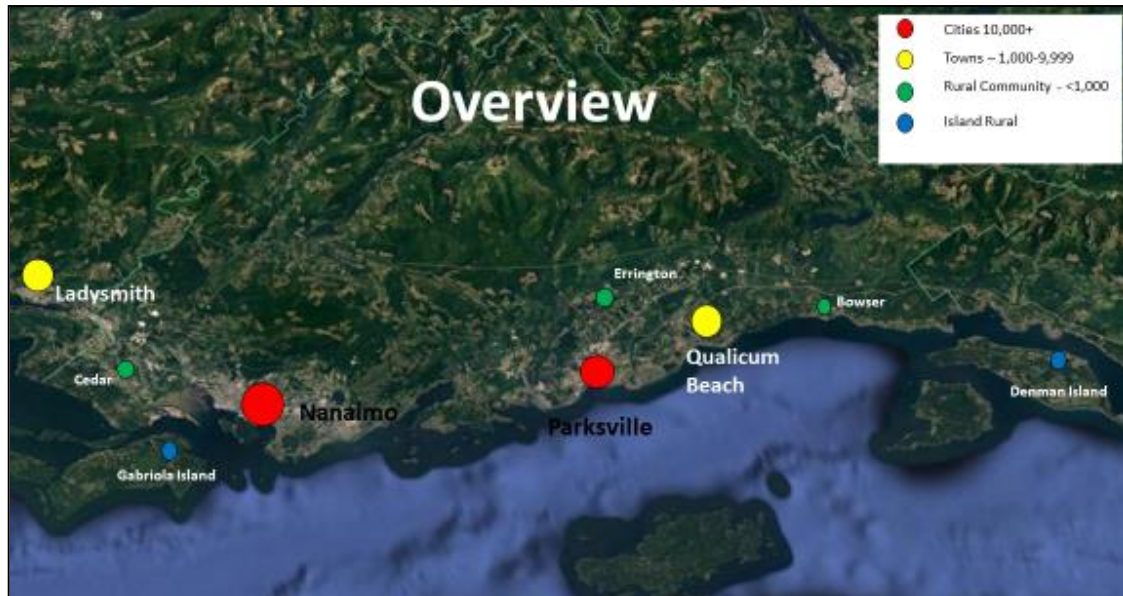 Overview
Cities 10,000+
Towns – 1,000-9,999
Rural Community - <1,000
Island Rural
Ladysmith
Errington
Bowser
Cedar
Qualicum
Beach
Denman Island
Nanaimo
Parksville
Gabriola Island